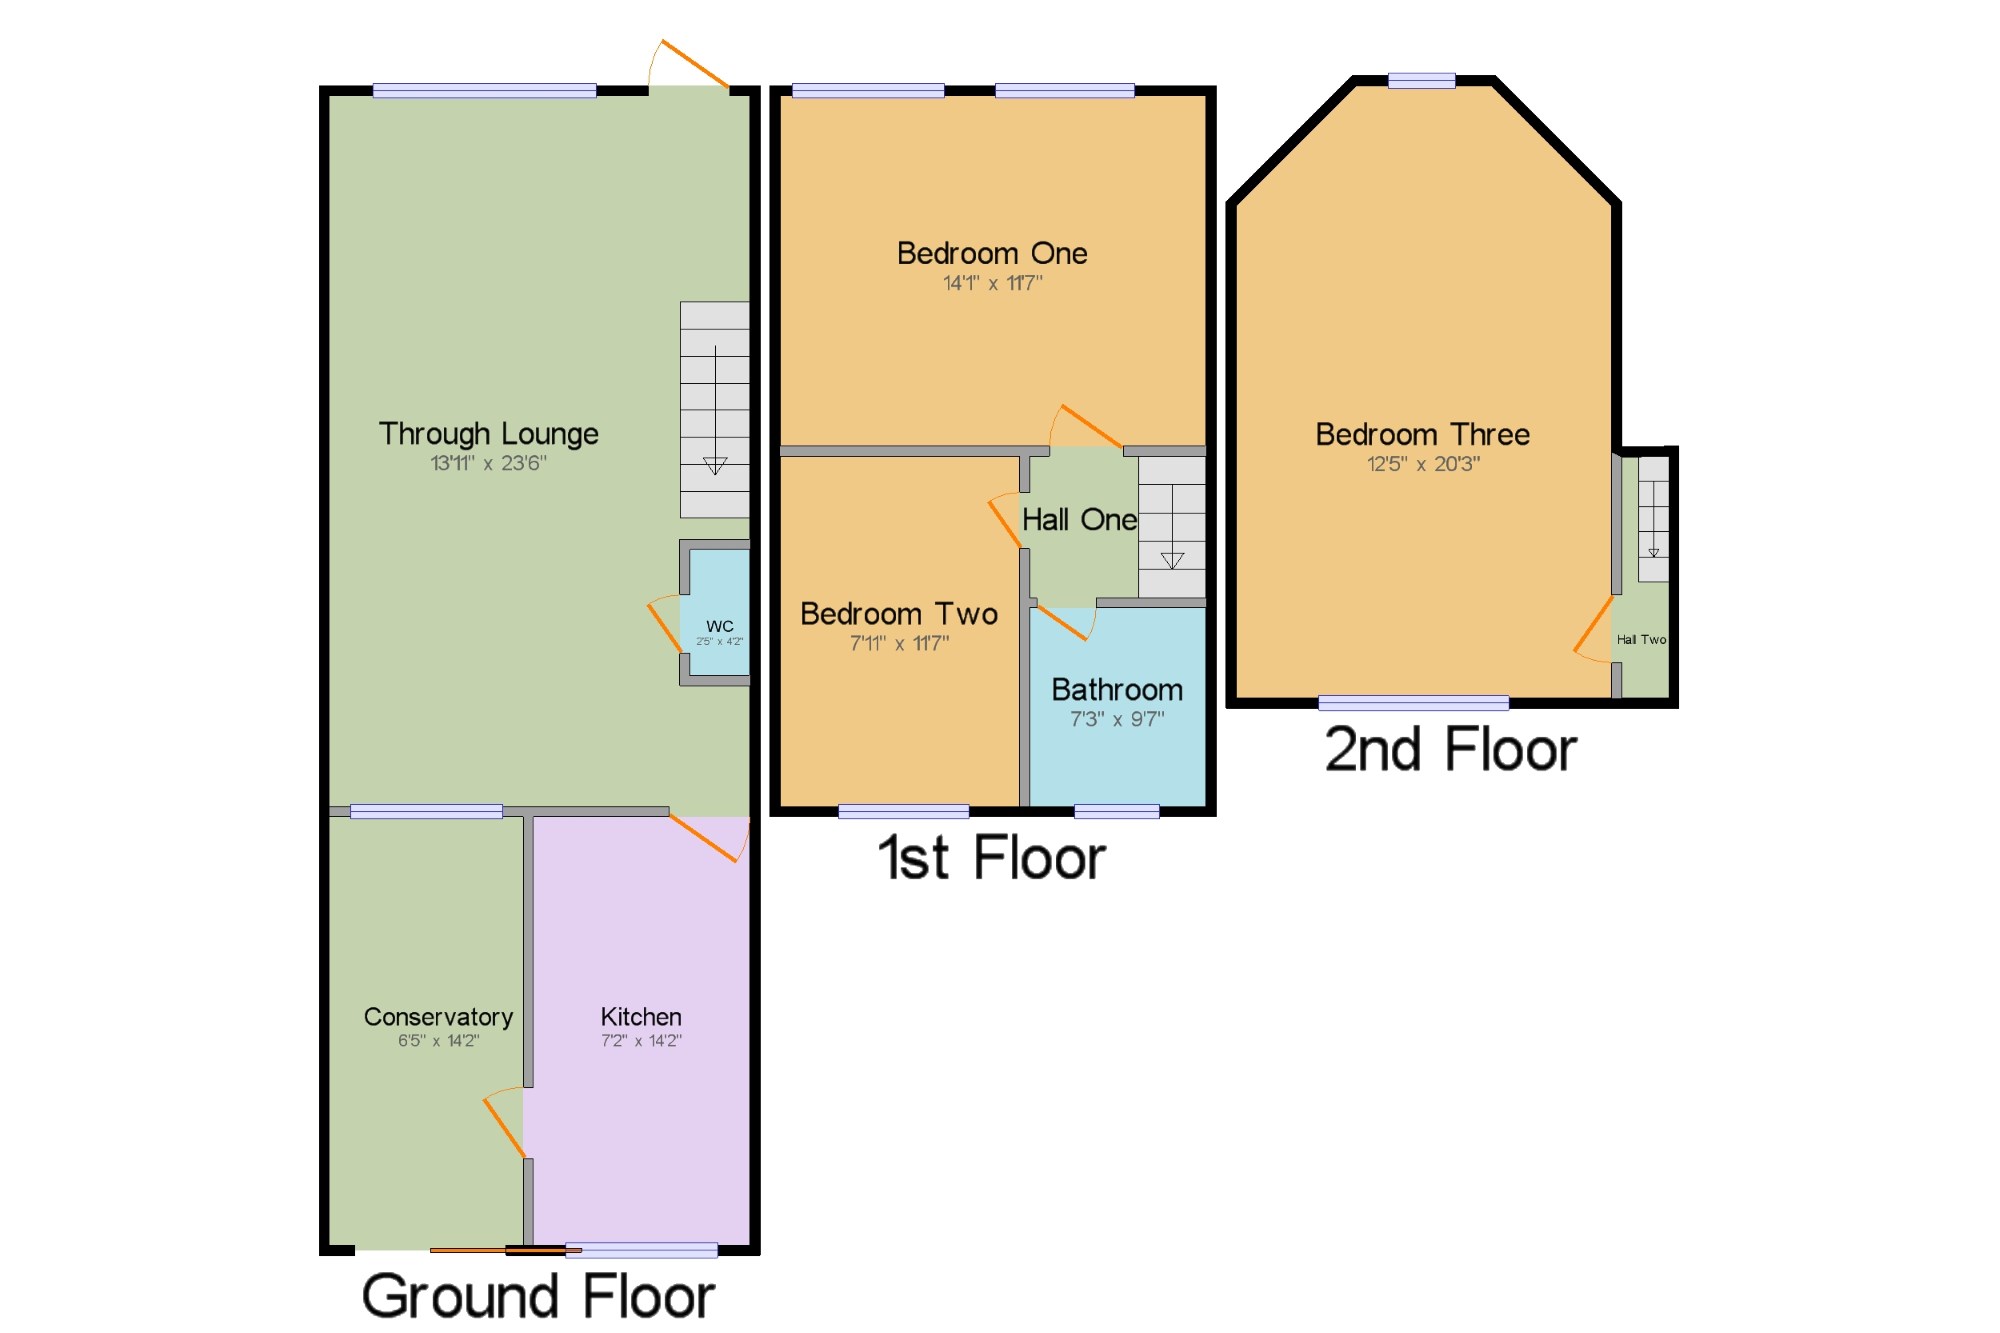 Through Lounge
13'11" x 23'6"
WC
2'5" x 4'2"
Conservatory
6'5" x 14'2"
Kitchen
7'2" x 14'2"
Ground Floor
Bedroom One
14'1" x 11'7"
Hall One
Bedroom Two
7'11" x 11'7"
Bathroom
7'3" x 9'7"
1st Floor
Bedroom Three
12'5" x 20'3"
Hall Two
2nd Floor